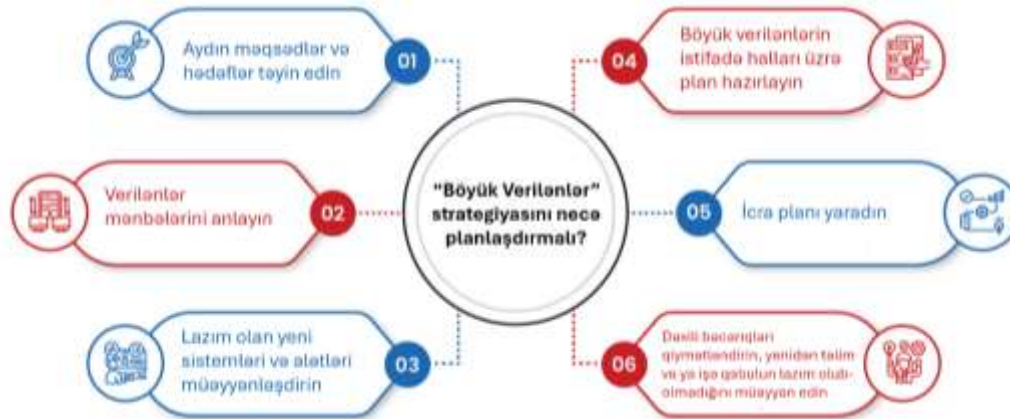 Aydın məqsədlər və
hədəflər təyin edin
01
Verilənlər
mənbələrini anlayın
02
Lazım olan yeni
sistemləri və alətləri
müəyyənləşdirin
03
"Böyük Verilənlər"
strategiyasını necə
planlaşdırmalı?
04
Böyük verilənlərin
istifadə halları üzrə
plan hazırlayın
05
İcra planı yaradın
06
Daxili bacarıqları
qiymətləndirin, yenidən təlim
və ya işə qəbulun lazım olub-
olmadığını müəyyən edin